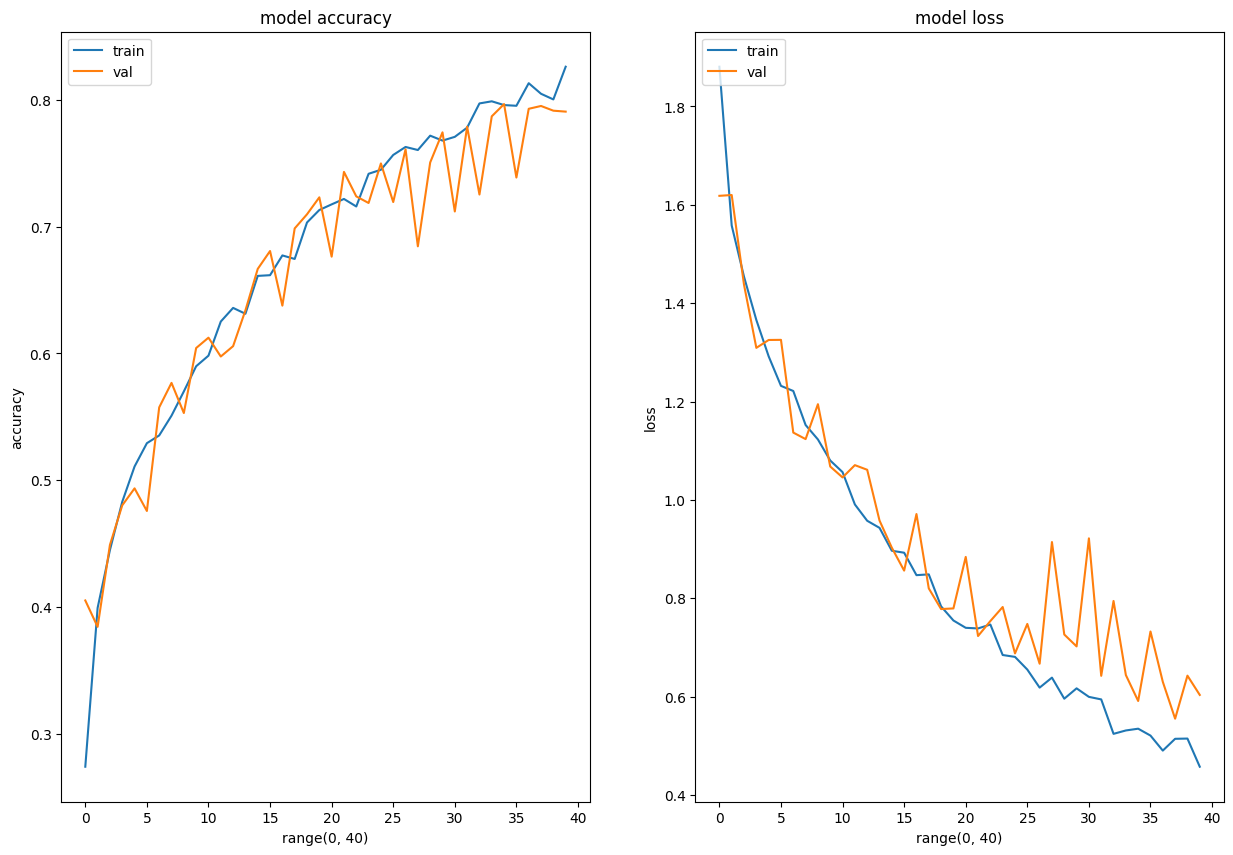 model accuracy
train
val
accuracy
0.8
0.7
0.6
0.5
0.4
0.3
0 5 10 15 20 25 30 35 40
range(0, 40)
model loss
train
val
loss
1.8
1.6
1.4
1.2
1.0
0.8
0.6
0.4
0 5 10 15 20 25 30 35 40
range(0, 40)